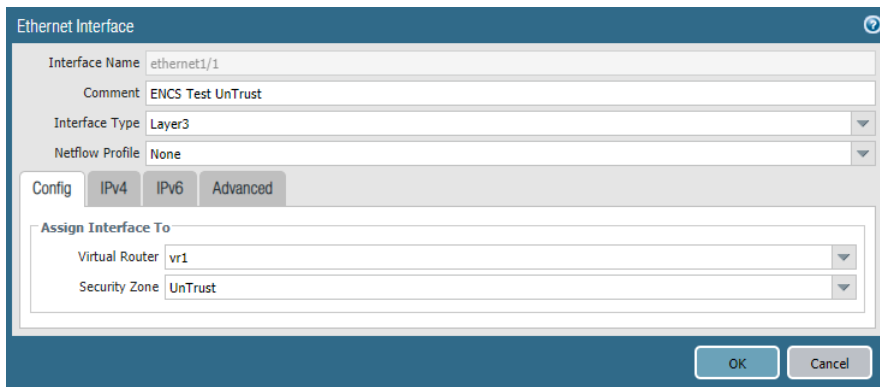 Ethernet Interface
?
Interface Name ethernet1/1
Comment ENCS Test UnTrust
Interface Type Layer3
Netflow Profile None
Config IPv4 IPv6 Advanced
Assign Interface To
Virtual Router vr1
Security Zone UnTrust
OK Cancel